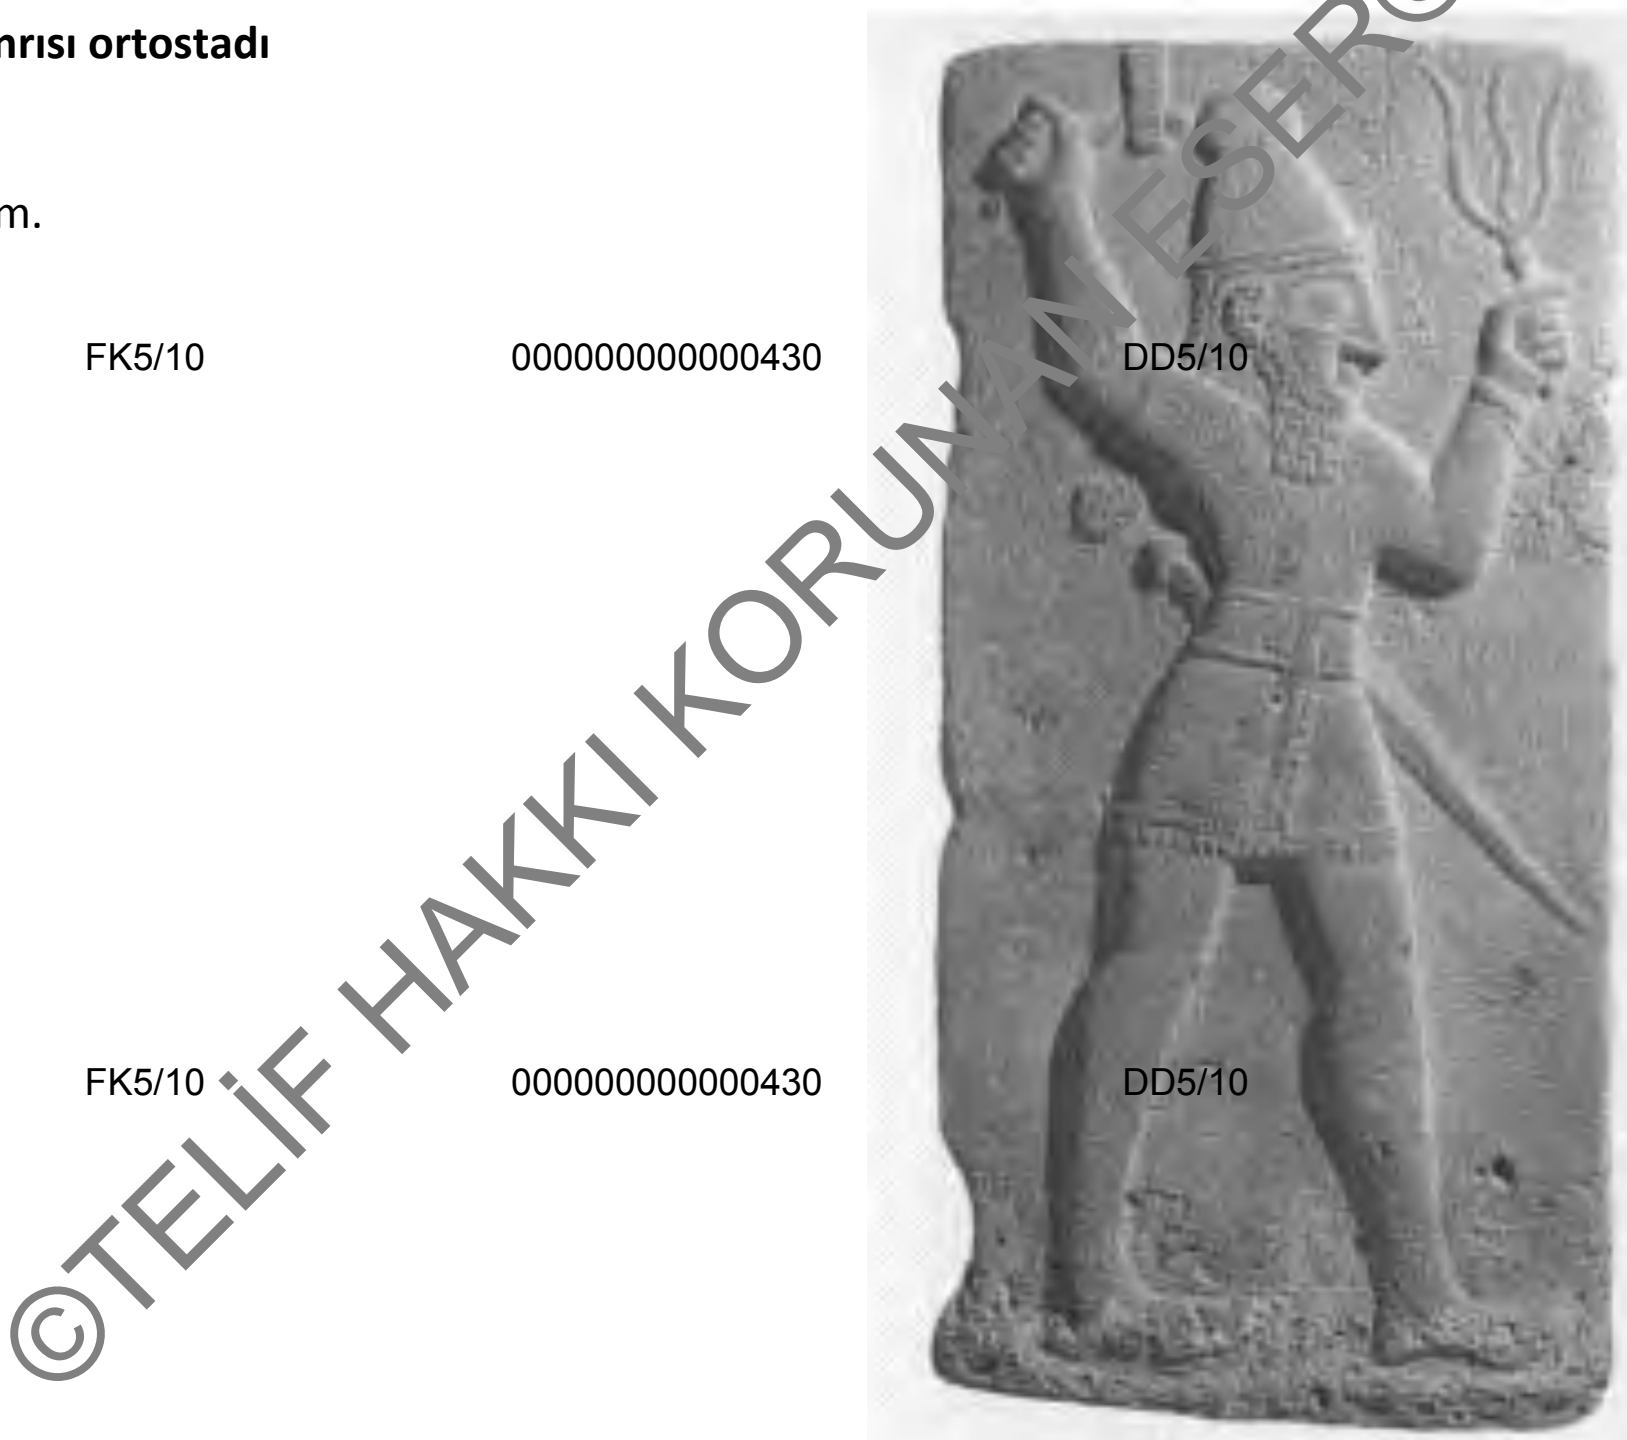 nrısı ortostadı
m.
FK5/10 000000000000430 DD5/10
FK5/10 000000000000430 DD5/10
©TELİF HAKKI KORUNAN ESER©